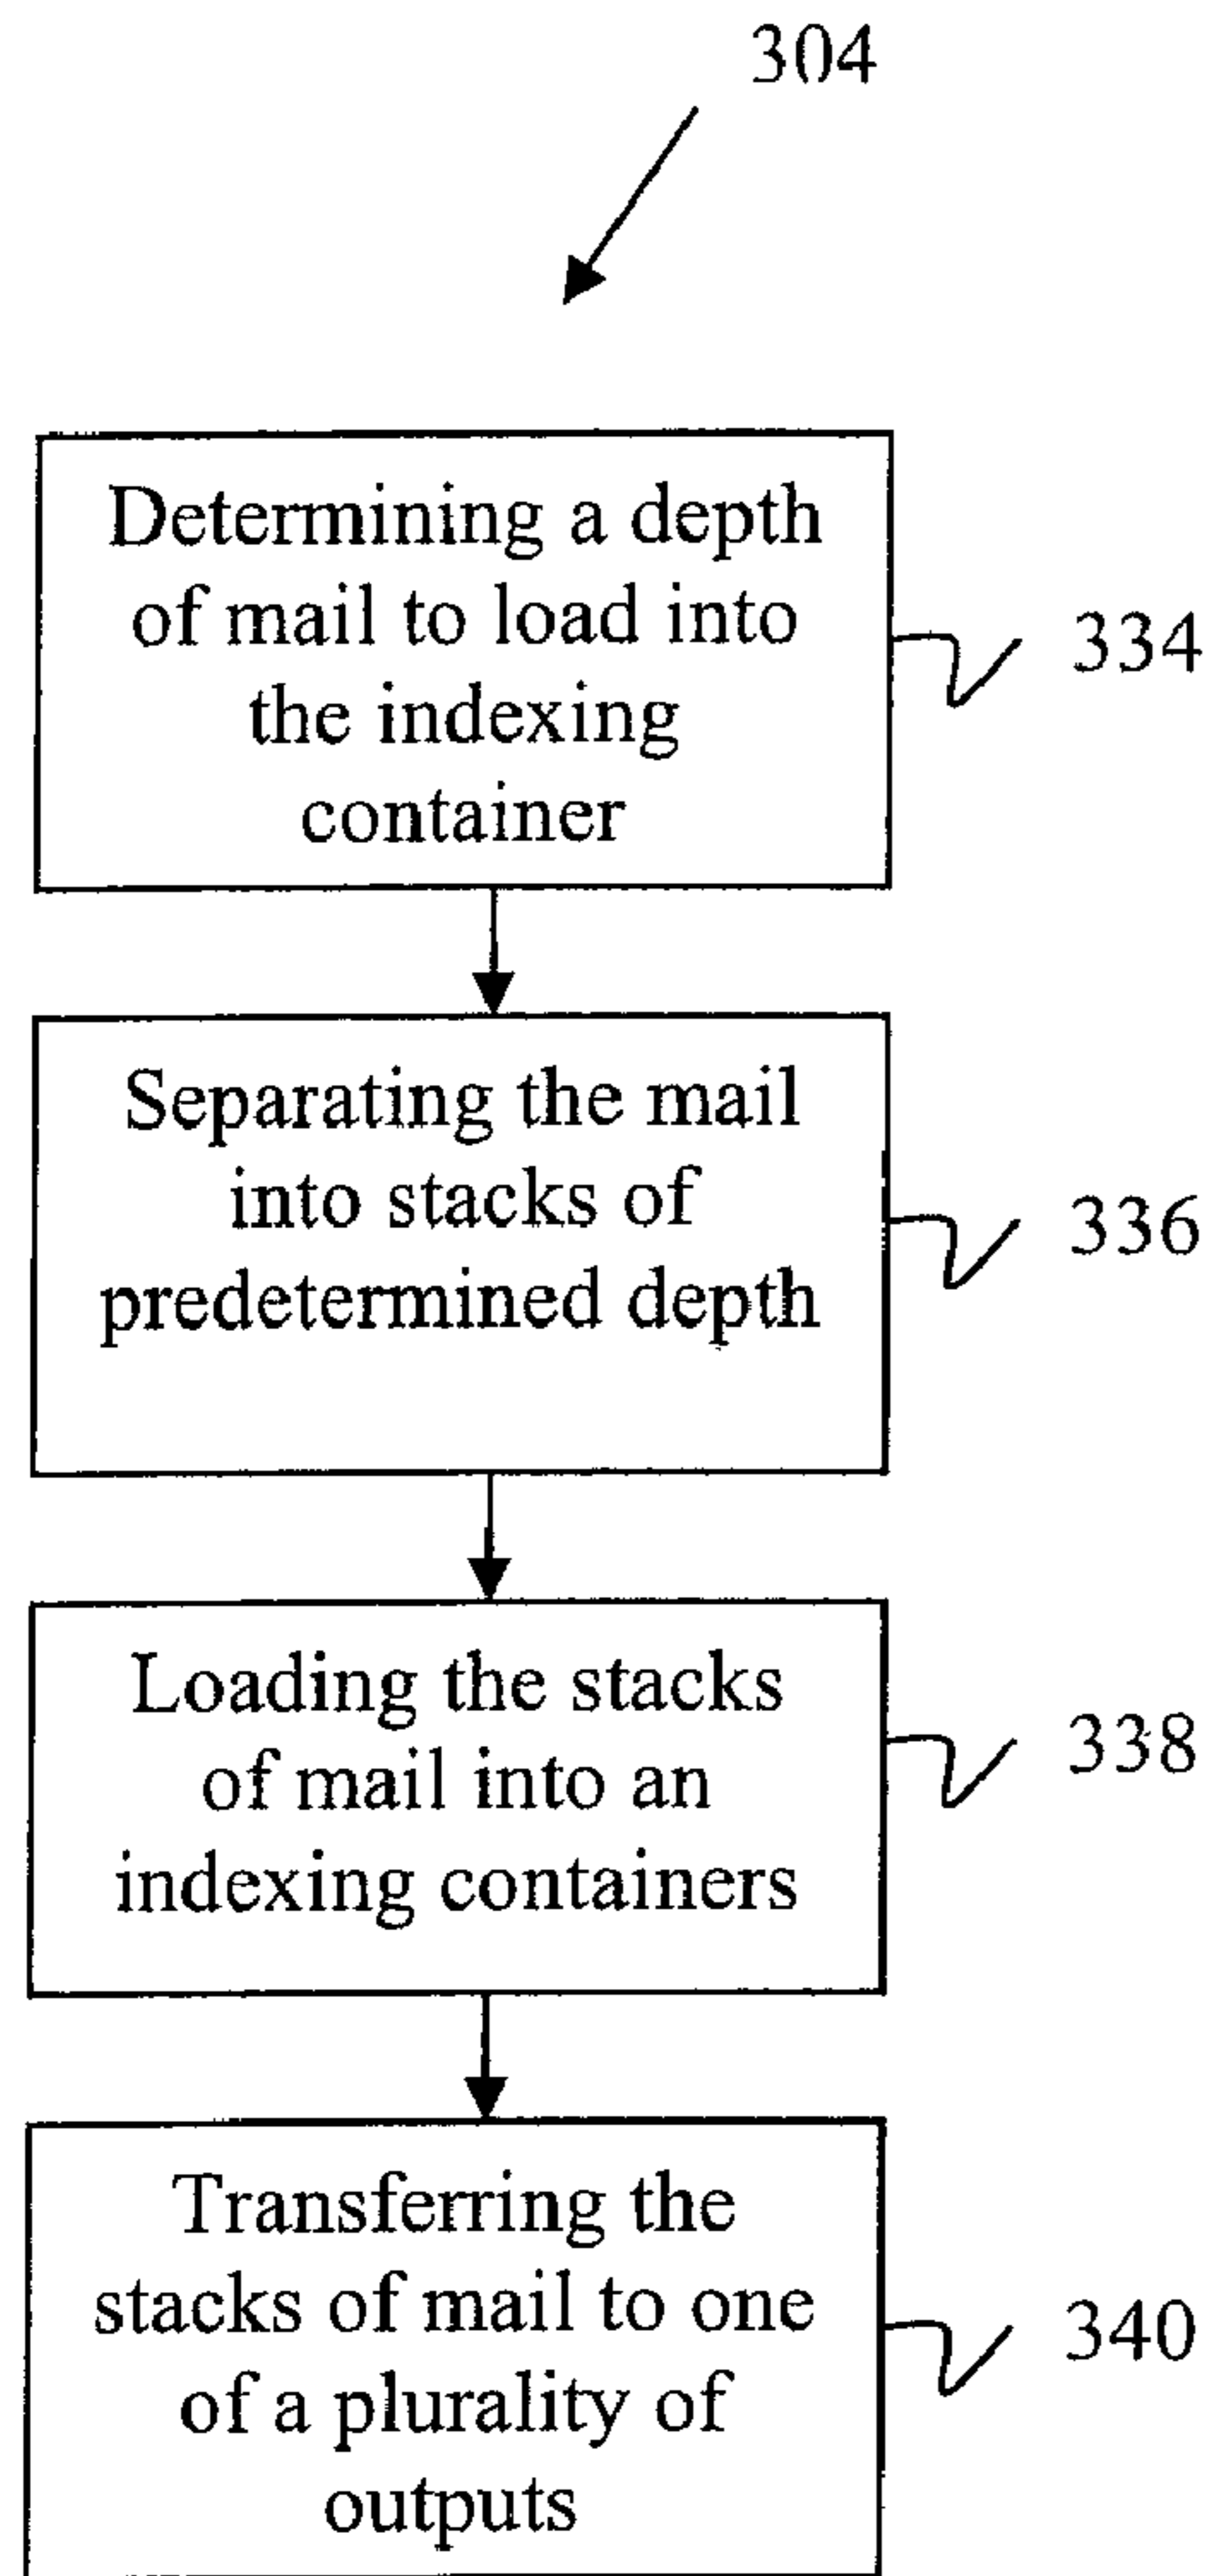 304
Determining a depth
of mail to load into
the indexing
container
334
Separating the mail
into stacks of
predetermined depth
336
Loading the stacks
of mail into an
indexing containers
338
Transferring the
stacks of mail to one
of a plurality of
outputs
340